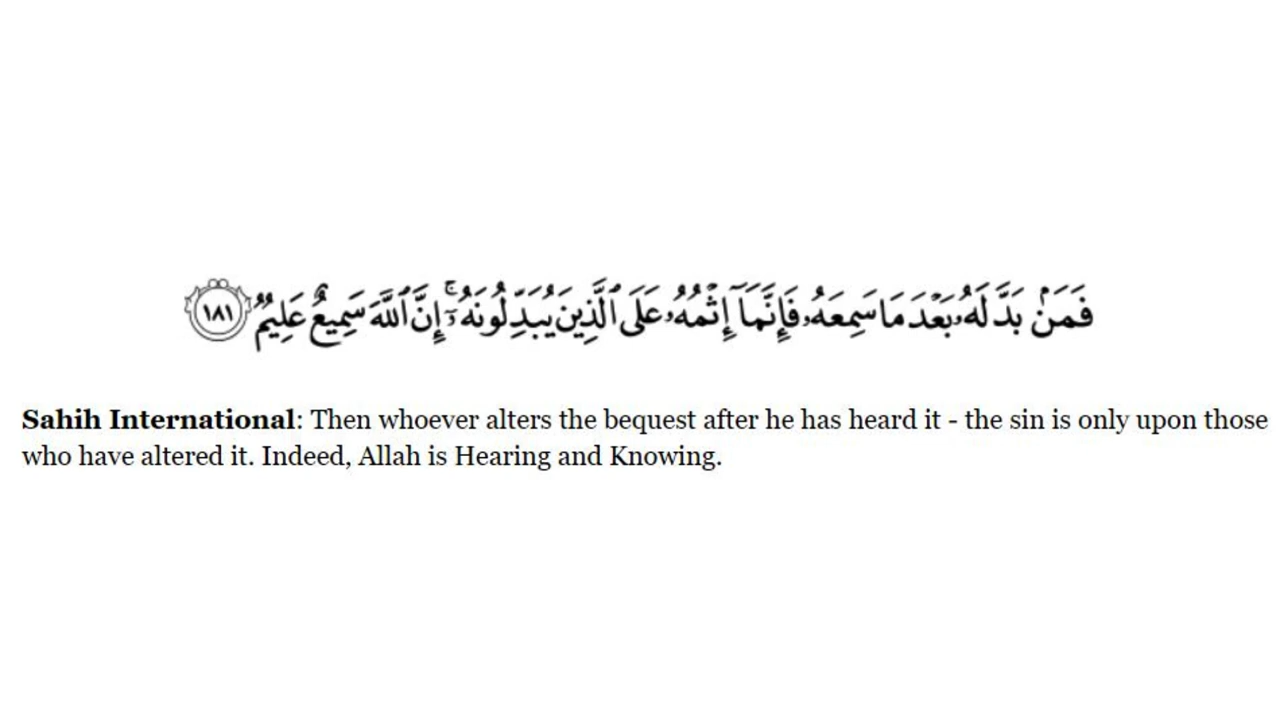 فَمَنۢ بَدَّلَهُۥ بَعْدَ مَا سَمِعَهُۥ فَإِنَّمَآ إِثْمُهُۥ عَلَى ٱلَّذِينَ يُبَدِّلُونَهُۥٓ ۚ إِنَّ ٱللَّهَ سَمِيعٌ عَلِيمٌ ١٨١
Sahih International: Then whoever alters the bequest after he has heard it - the sin is only upon those
who have altered it. Indeed, Allah is Hearing and Knowing.